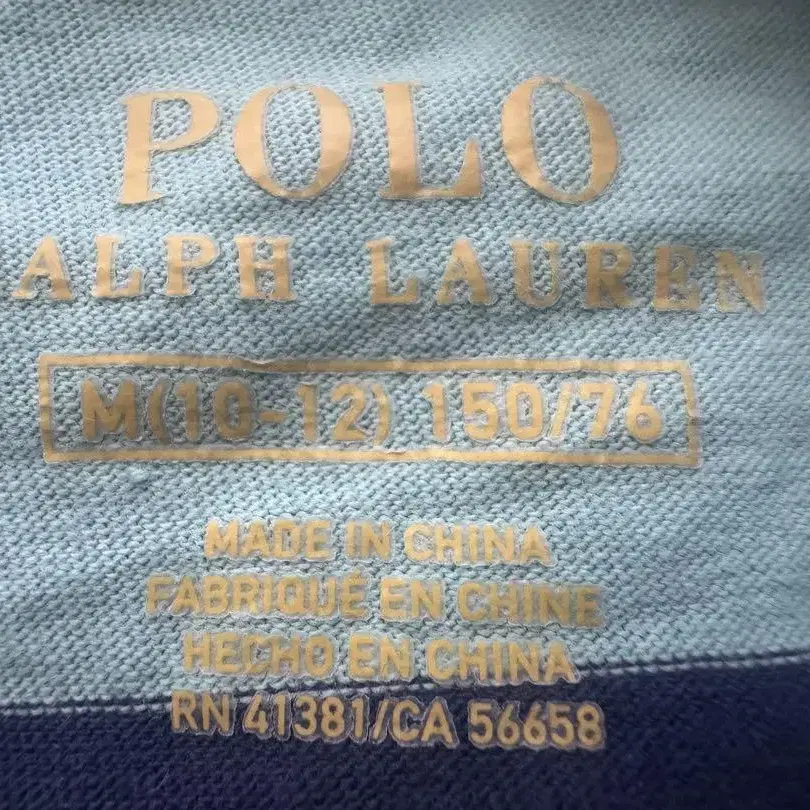 POLO
ALPH LAUREN
M(10-12) 150/76
MADE IN CHINA
FABRIQUÉ EN CHINE
HECHO EN CHINA
RN 41381/CA 56658